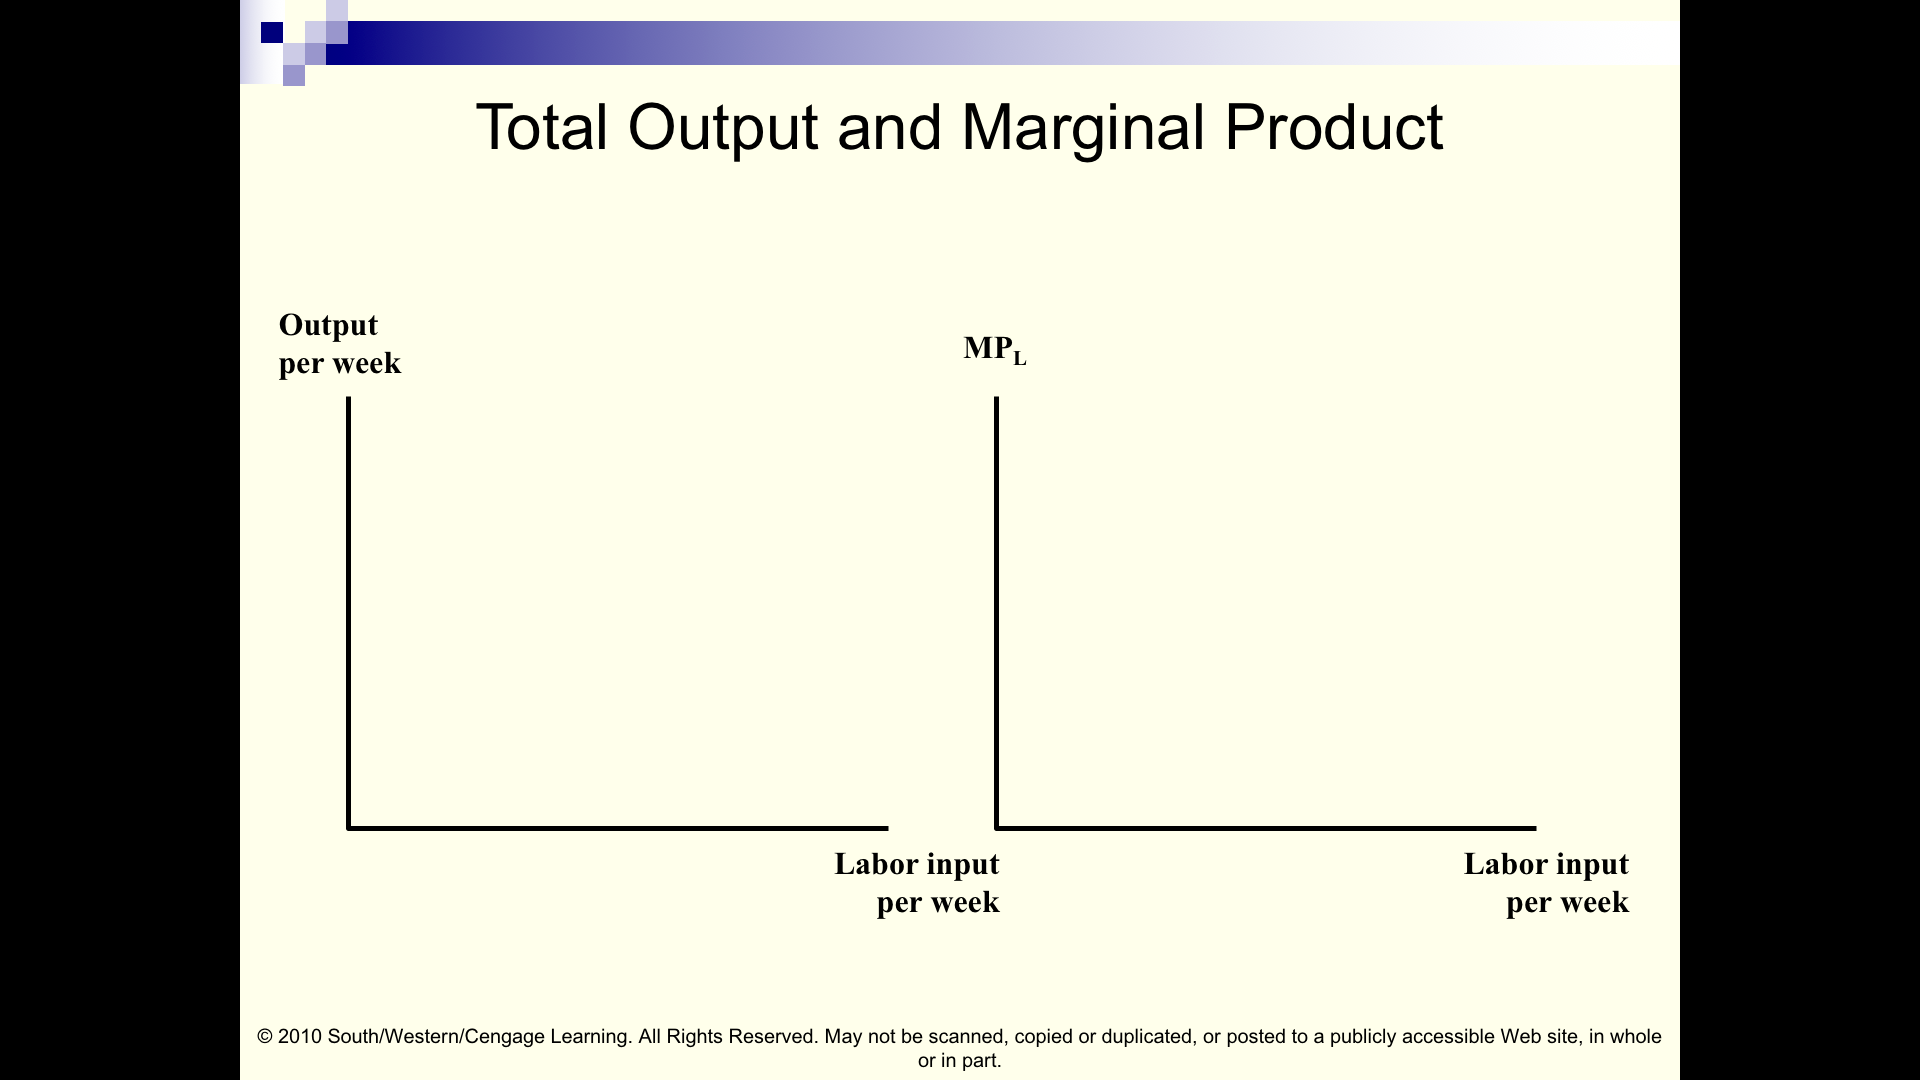 Total Output and Marginal Product
Output
per week
MPL
Labor input
per week
Labor input
per week
© 2010 South/Western/Cengage Learning. All Rights Reserved. May not be scanned, copied or duplicated, or posted to a publicly accessible Web site, in whole
or in part.